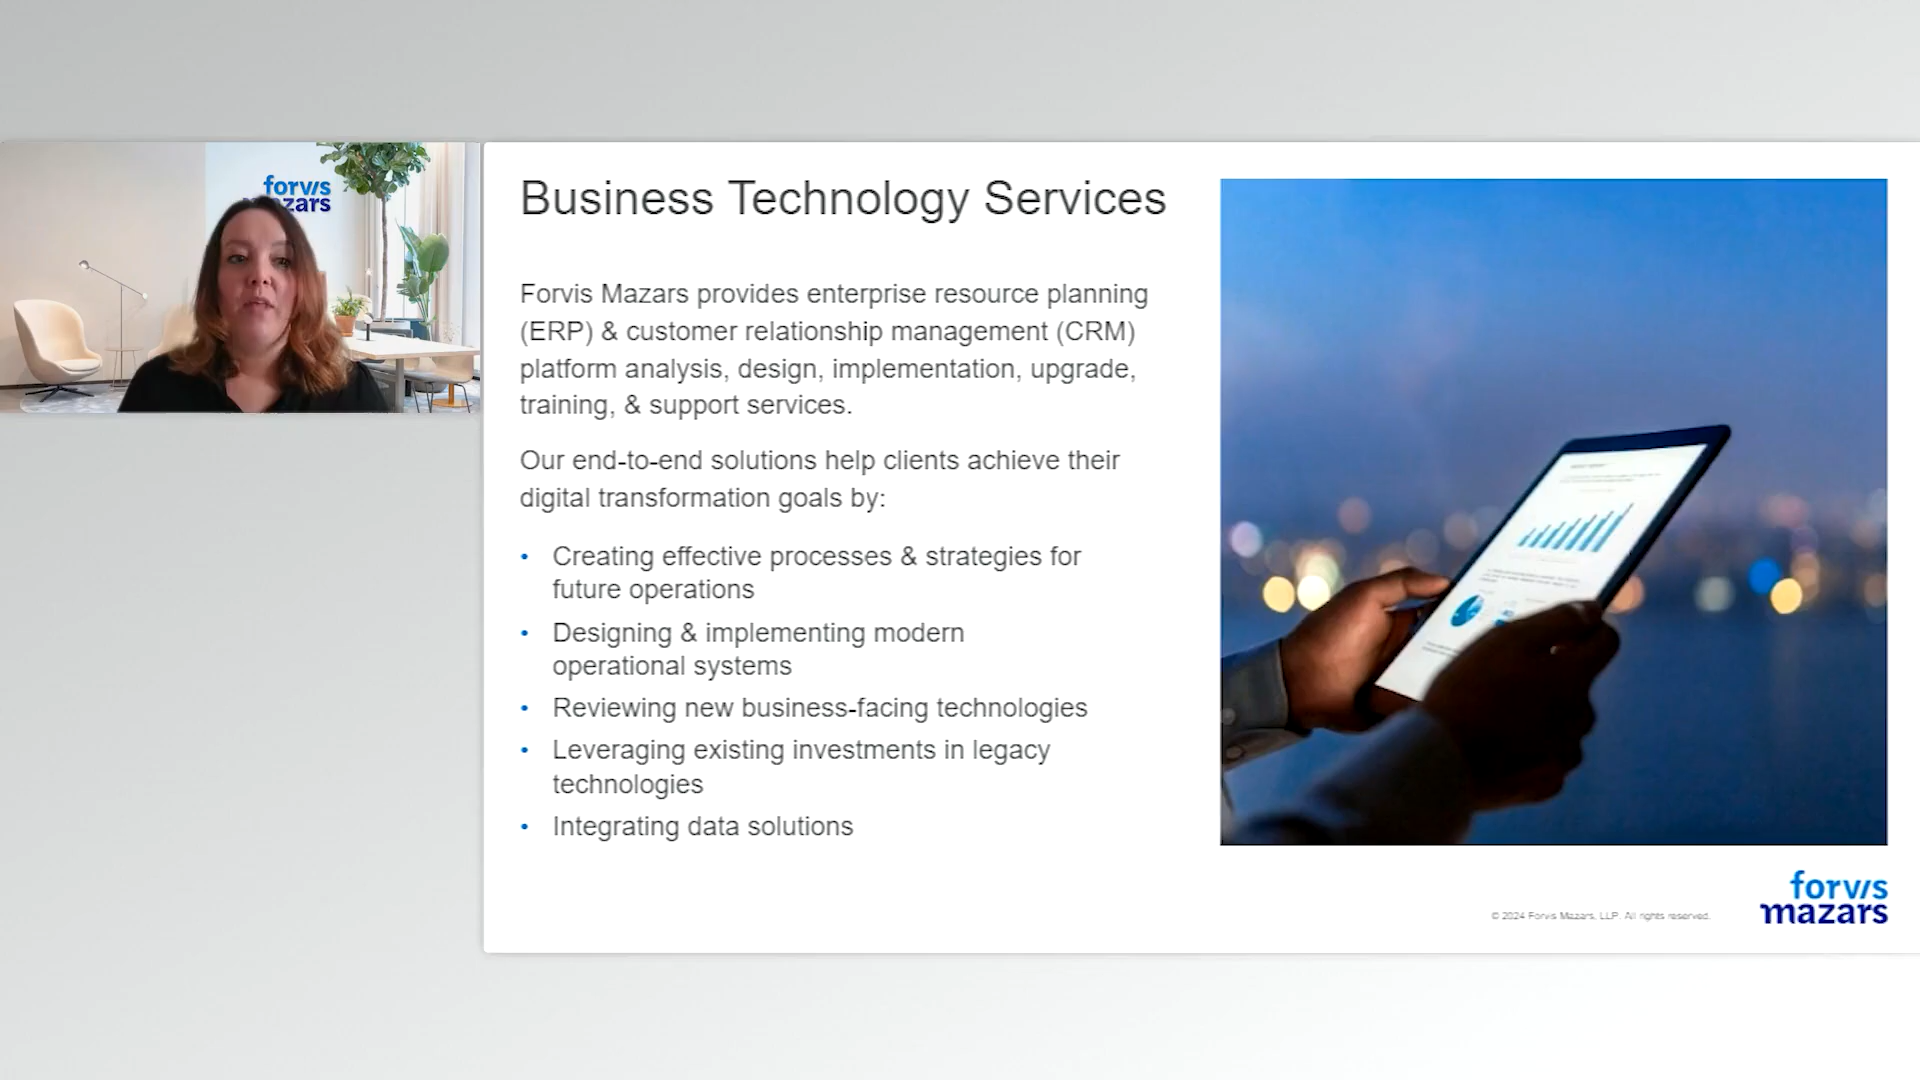 forvis
mazars
Business Technology Services
Forvis Mazars provides enterprise resource planning
(ERP) & customer relationship management (CRM)
platform analysis, design, implementation, upgrade,
training, & support services.
Our end-to-end solutions help clients achieve their
digital transformation goals by:
• Creating effective processes & strategies for
future operations
• Designing & implementing modern
operational systems
• Reviewing new business-facing technologies
• Leveraging existing investments in legacy
technologies
• Integrating data solutions
© 2024 Forvis Mazars, LLP. All rights reserved.
forvis
mazars